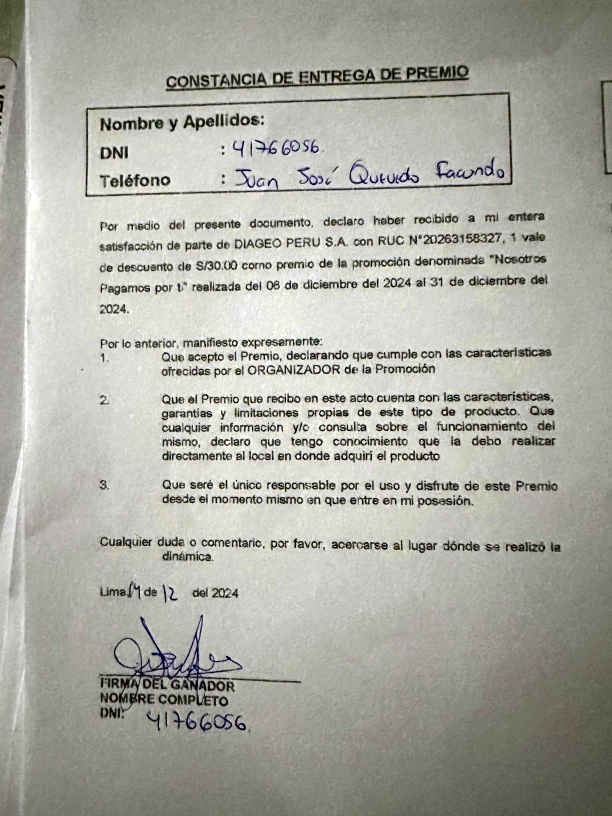 CONSTANCIA DE ENTREGA DE PREMIO
Nombre y Apellidos:
DNI : 41766056.
Teléfono : Juan José Quevedo Facundo
Por medio del presente documento, declaro haber recibido a mi entera
satisfacción de parte de DIAGEO PERU S.A. con RUC N°20263158327, 1 vale
de descuento de S/30.00 como premio de la promoción denominada "Nosotros
Pagamos por ti" realizada del 06 de diciembre del 2024 al 31 de diciembre del
2024.
Por lo anterior, manifiesto expresamente:
1. Que acepto el Premio, declarando que cumple con las características
ofrecidas por el ORGANIZADOR de la Promoción
2. Que el Premio que recibo en este acto cuenta con las características,
garantías y limitaciones propias de este tipo de producto. Que
cualquier información y/o consulta sobre el funcionamiento del
mismo, declaro que tengo conocimiento que la debo realizar
directamente al local en donde adquirí el producto
3. Que seré el único responsable por el uso y disfrute de este Premio
desde el momento mismo en que entre en mi posesión.
Cualquier duda o comentario, por favor, acercarse al lugar dónde se realizó la
dinámica.
Lima 14 de 12 del 2024
FIRMA DEL GANADOR
NOMBRE COMPLETO
DNI: 41766056.